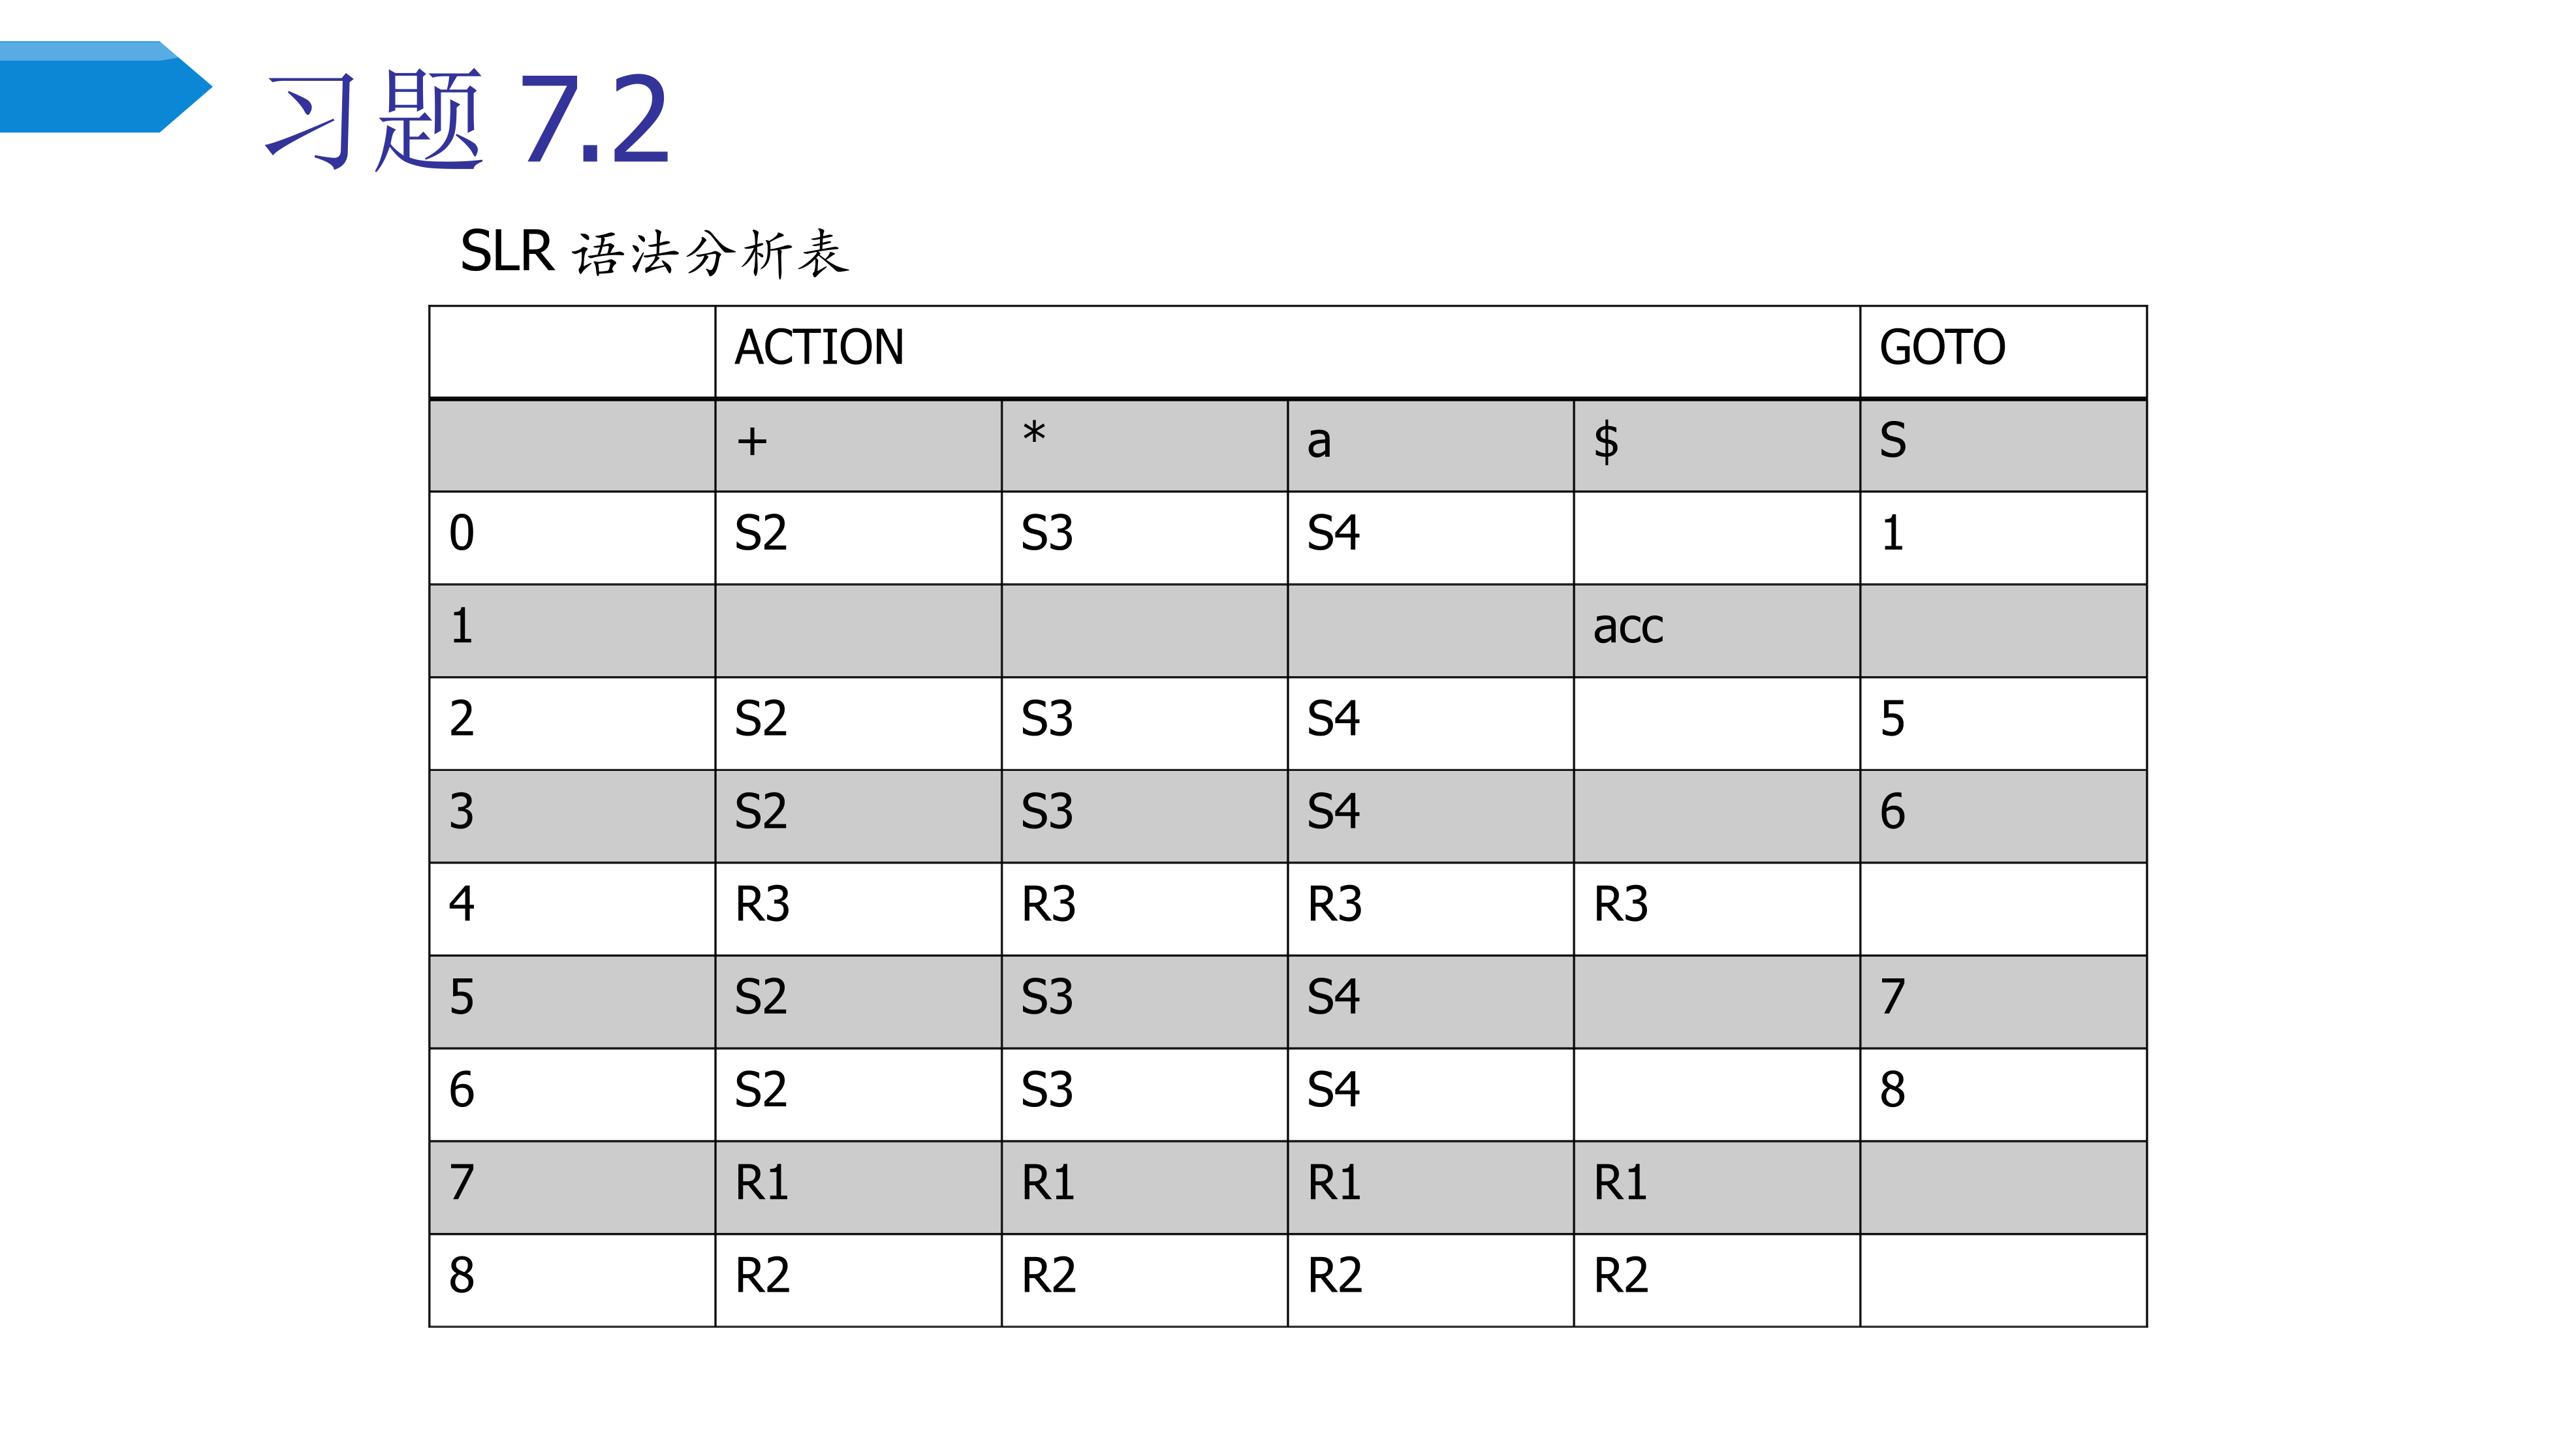 习题 7.2
SLR 语法分析表
ACTION GOTO
+ * a $ S
0 S2 S3 S4 1
1 acc
2 S2 S3 S4 5
3 S2 S3 S4 6
4 R3 R3 R3 R3
5 S2 S3 S4 7
6 S2 S3 S4 8
7 R1 R1 R1 R1
8 R2 R2 R2 R2